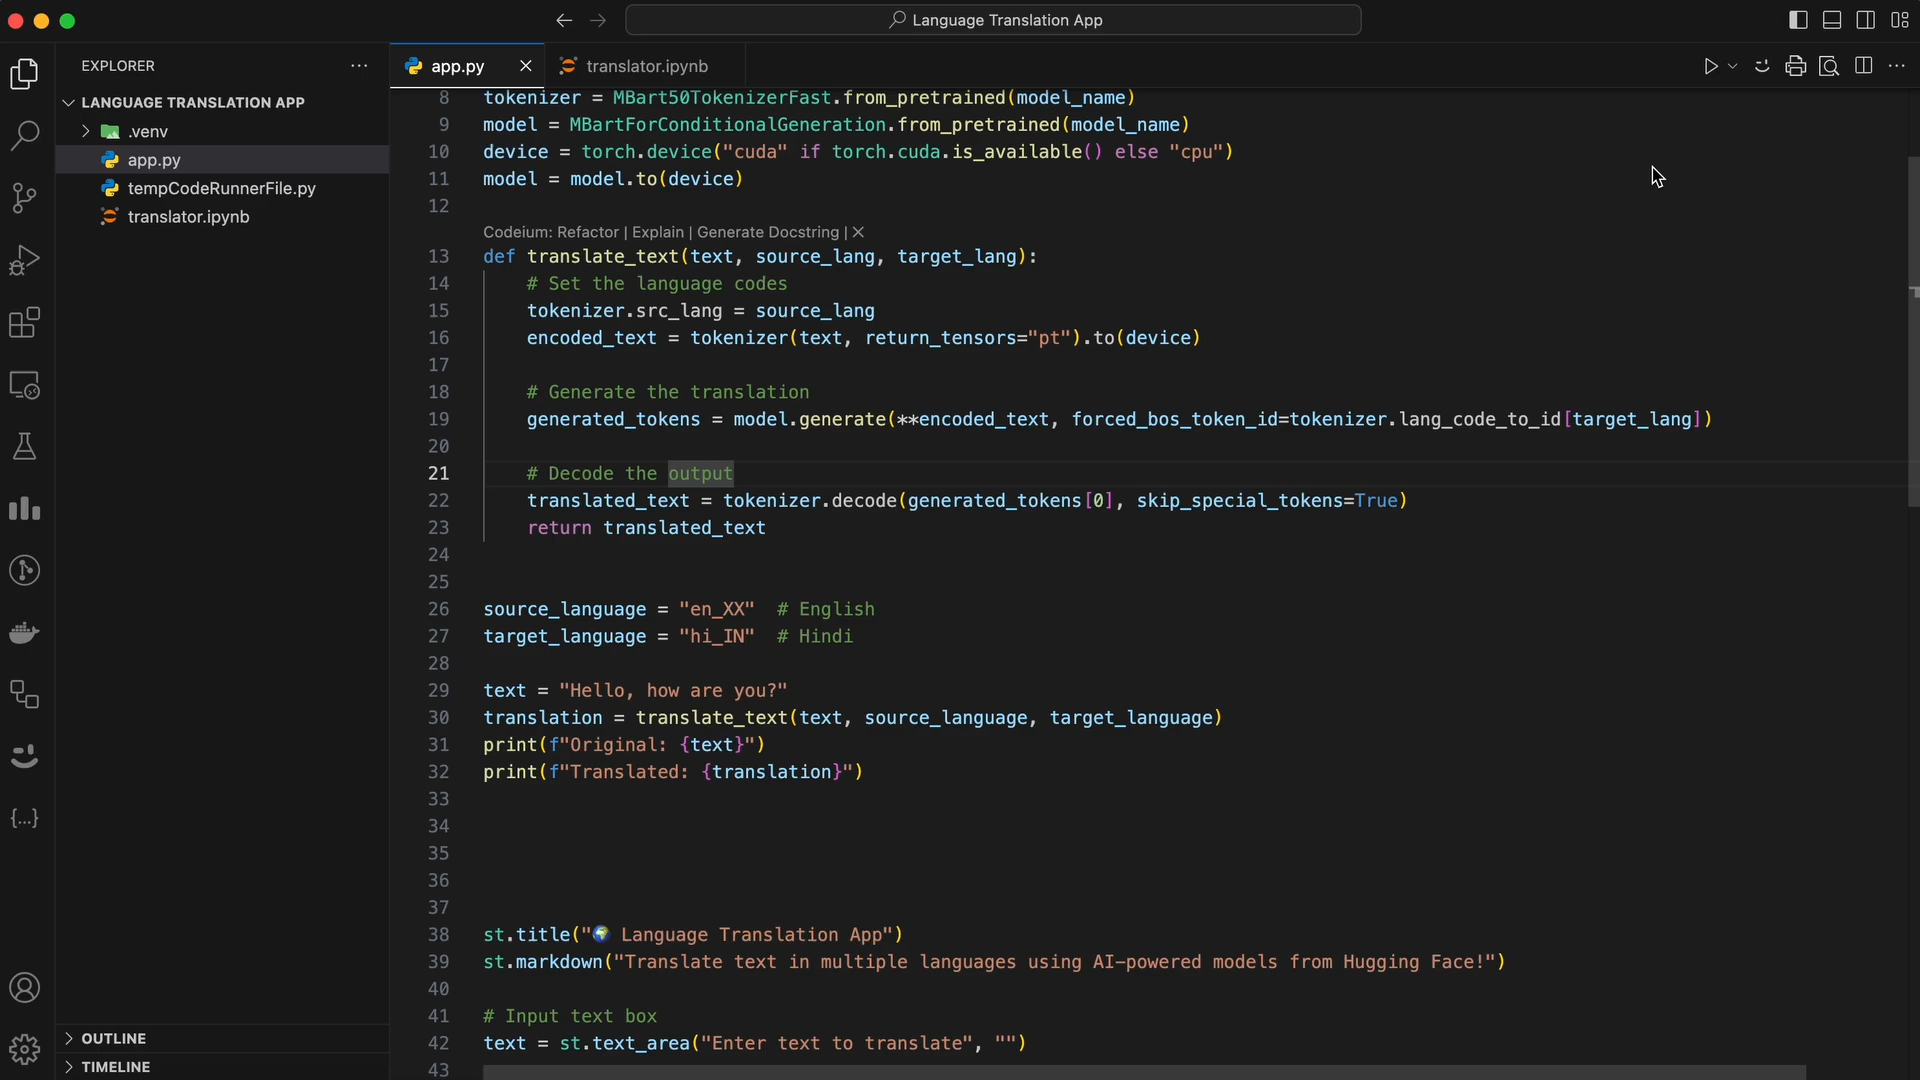 Language Translation App
EXPLORER
app.py
translator.ipynb
LANGUAGE TRANSLATION APP
.venv
app.py
tempCodeRunnerFile.py
translator.ipynb
OUTLINE
TIMELINE
8 tokenizer = MBart50TokenizerFast.from_pretrained(model_name)
9 model = MBartForConditionalGeneration.from_pretrained(model_name)
10 device = torch.device("cuda" if torch.cuda.is_available() else "cpu")
11 model = model.to(device)
12
Codeium: Refactor | Explain | Generate Docstring | X
13 def translate_text(text, source_lang, target_lang):
14 # Set the language codes
15 tokenizer.src_lang = source_lang
16 encoded_text = tokenizer(text, return_tensors="pt").to(device)
17
18 # Generate the translation
19 generated_tokens = model.generate(**encoded_text, forced_bos_token_id=tokenizer.lang_code_to_id[target_lang])
20
21 # Decode the output
22 translated_text = tokenizer.decode(generated_tokens[0], skip_special_tokens=True)
23 return translated_text
24
25
26 source_language = "en_XX" # English
27 target_language = "hi_IN" # Hindi
28
29 text = "Hello, how are you?"
30 translation = translate_text(text, source_language, target_language)
31 print(f"Original: {text}")
32 print(f"Translated: {translation}")
33
34
35
36
37
38 st.title("🌍 Language Translation App")
39 st.markdown("Translate text in multiple languages using AI-powered models from Hugging Face!")
40
41 # Input text box
42 text = st.text_area("Enter text to translate", "")
43